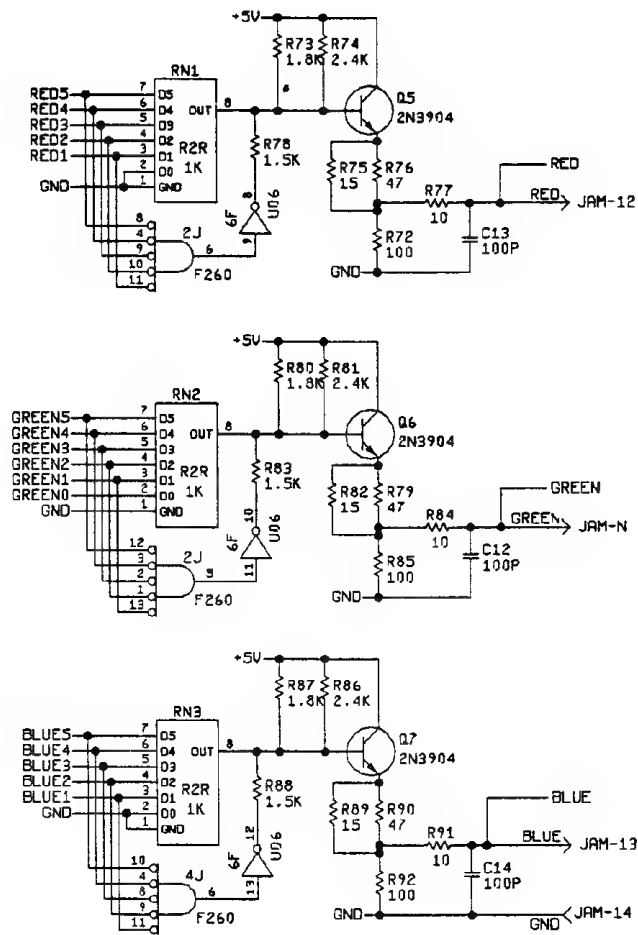 +5V
R73 1.8K R74 2.4K
RN1
RED5 7 D5
RED4 6 D4 OUT 8
RED3 5 D3
RED2 4 D2
RED1 3 D1 R2R 1K
2 D0
GND 1 GND
Q5 2N3904
R78 1.5K
R75 15 R76 47
RED
R77 10
RED JAM-12
8 6F U06
9
8 2J
4
9 6
10 F260
11
R72 100
C13 100P
GND
+5V
R80 1.8K R81 2.4K
RN2
GREEN5 7 D5
GREEN4 6 D4 OUT 8
GREEN3 5 D3
GREEN2 4 D2
GREEN1 3 D1 R2R 1K
GREEN0 2 D0
GND 1 GND
Q6 2N3904
R83 1.5K
R82 15 R79 47
GREEN
R84 10
GREEN JAM-N
10 6F U06
11
12 2J
3
2 5
1 F260
13
R85 100
C12 100P
GND
+5V
R87 1.8K R86 2.4K
RN3
BLUE5 7 D5
BLUE4 6 D4 OUT 8
BLUE3 5 D3
BLUE2 4 D2
BLUE1 3 D1 R2R 1K
GND 2 D0
1 GND
Q7 2N3904
R88 1.5K
R89 15 R90 47
BLUE
R91 10
BLUE JAM-13
12 6F U06
13
10 4J
4
8 6
9 F260
11
R92 100
C14 100P
GND GND JAM-14